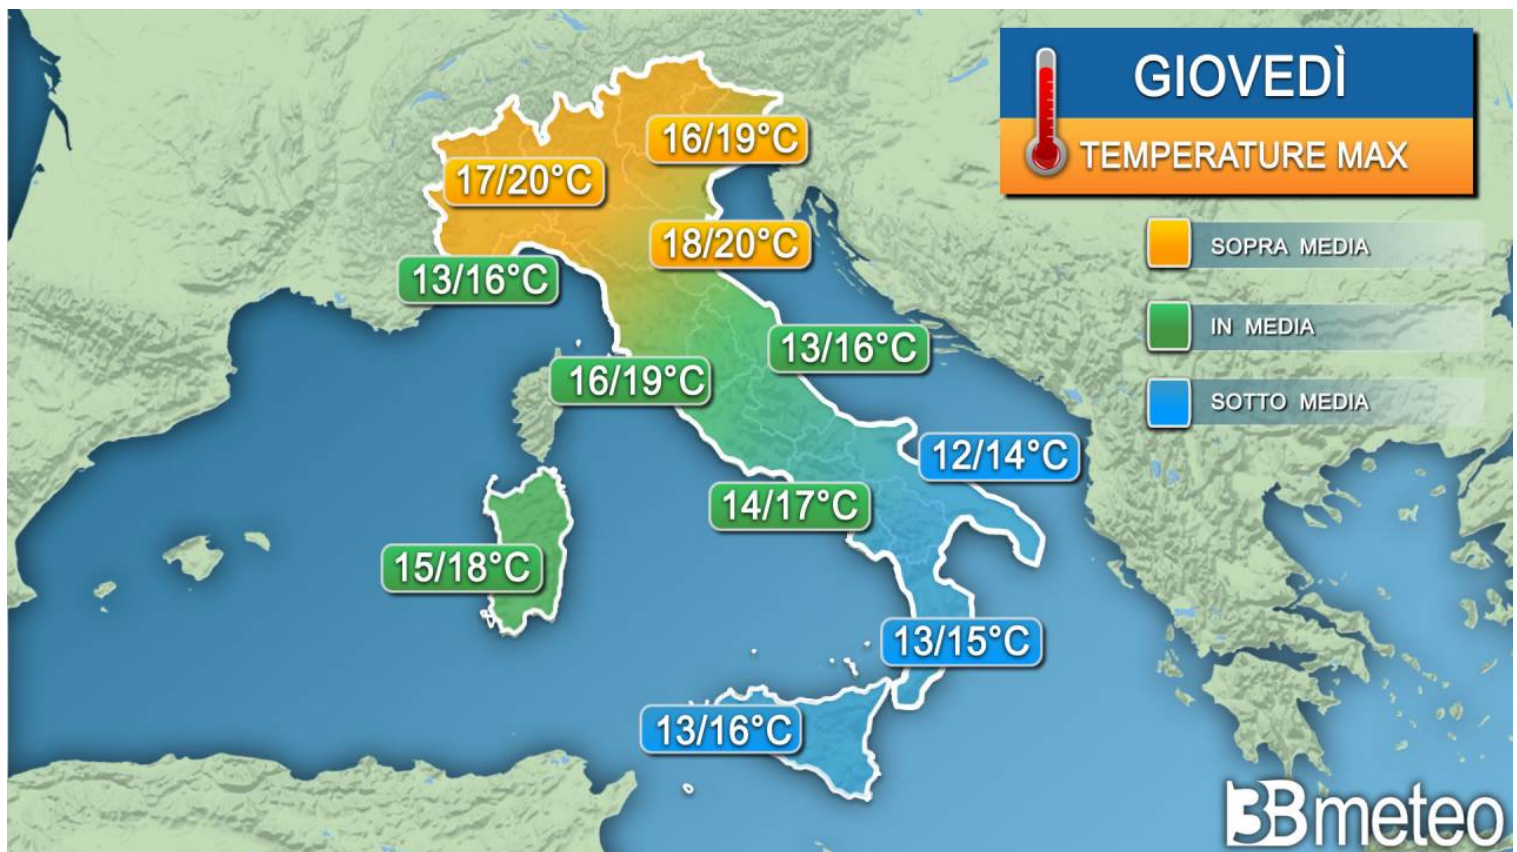 GIOVEDÌ
TEMPERATURE MAX
16/19°C
17/20°C
18/20°C
SOPRA MEDIA
13/16°C
IN MEDIA
13/16°C
16/19°C
SOTTO MEDIA
12/14°C
14/17°C
15/18°C
13/15°C
13/16°C
3Bmeteo